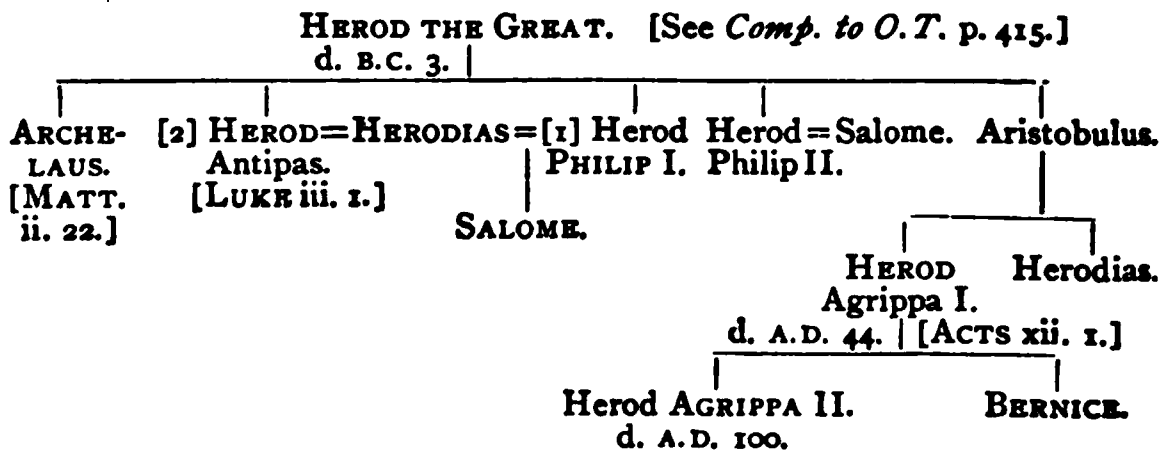 HEROD THE GREAT. [See Comp. to O. T. p. 415.]
d. B.C. 3.
ARCHE- [2] HEROD=HERODIAS=[1] Herod Herod=Salome. Aristobulus.
LAUS. Antipas. PHILIP I. Philip II.
[MATT. [LUKE iii. 1.]
ii. 22.] SALOME.
HEROD Herodias.
Agrippa I.
d. A.D. 44. [ACTS xii. 1.]
Herod AGRIPPA II. BERNICE.
d. A.D. 100.